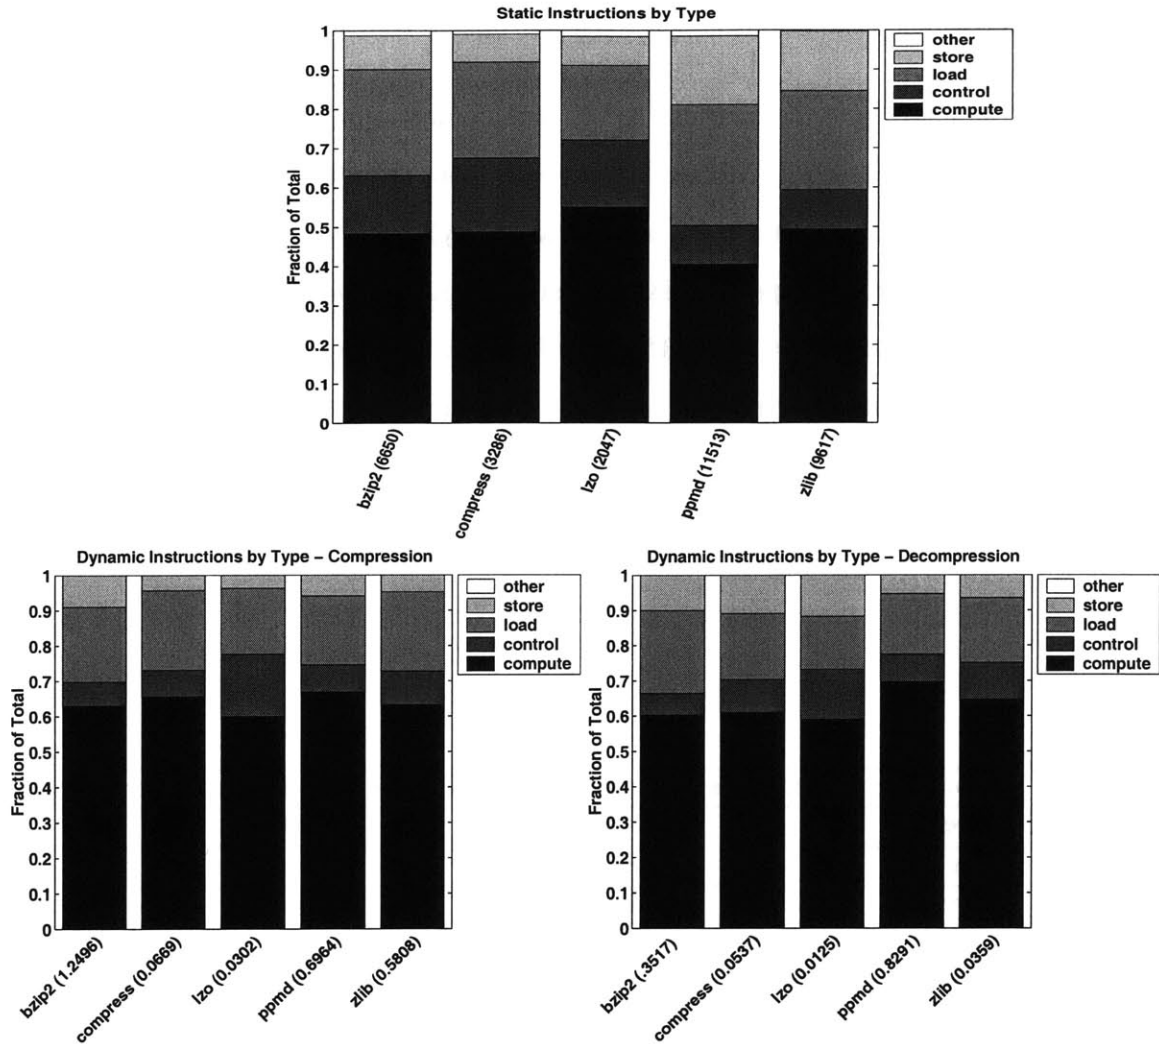 Static Instructions by Type
Fraction of Total
1
0.9
0.8
0.7
0.6
0.5
0.4
0.3
0.2
0.1
0
bzip2 (6650)
compress (3286)
lzo (2047)
ppmd (11513)
zlib (9617)
other
store
load
control
compute
Dynamic Instructions by Type – Compression
Fraction of Total
1
0.9
0.8
0.7
0.6
0.5
0.4
0.3
0.2
0.1
0
bzip2 (1.2496)
compress (0.0669)
lzo (0.0302)
ppmd (0.6964)
zlib (0.5808)
other
store
load
control
compute
Dynamic Instructions by Type – Decompression
Fraction of Total
1
0.9
0.8
0.7
0.6
0.5
0.4
0.3
0.2
0.1
0
bzip2 (.3517)
compress (0.0537)
lzo (0.0125)
ppmd (0.8291)
zlib (0.0359)
other
store
load
control
compute